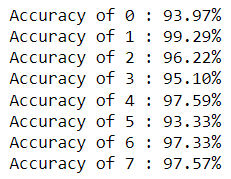 Accuracy of 0 : 93.97%
Accuracy of 1 : 99.29%
Accuracy of 2 : 96.22%
Accuracy of 3 : 95.10%
Accuracy of 4 : 97.59%
Accuracy of 5 : 93.33%
Accuracy of 6 : 97.33%
Accuracy of 7 : 97.57%